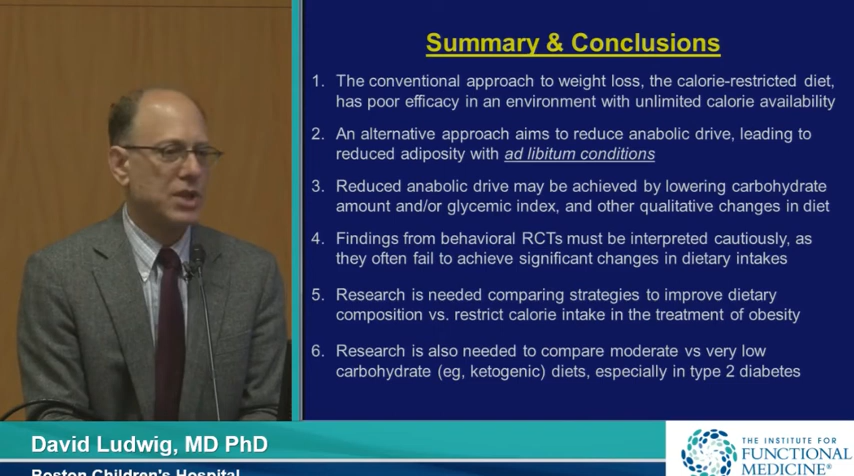 Summary & Conclusions
1. The conventional approach to weight loss, the calorie-restricted diet,
has poor efficacy in an environment with unlimited calorie availability
2. An alternative approach aims to reduce anabolic drive, leading to
reduced adiposity with ad libitum conditions
3. Reduced anabolic drive may be achieved by lowering carbohydrate
amount and/or glycemic index, and other qualitative changes in diet
4. Findings from behavioral RCTs must be interpreted cautiously, as
they often fail to achieve significant changes in dietary intakes
5. Research is needed comparing strategies to improve dietary
composition vs. restrict calorie intake in the treatment of obesity
6. Research is also needed to compare moderate vs very low
carbohydrate (eg, ketogenic) diets, especially in type 2 diabetes
David Ludwig, MD PhD
Boston Children's Hospital
THE INSTITUTE FOR
FUNCTIONAL
MEDICINE®